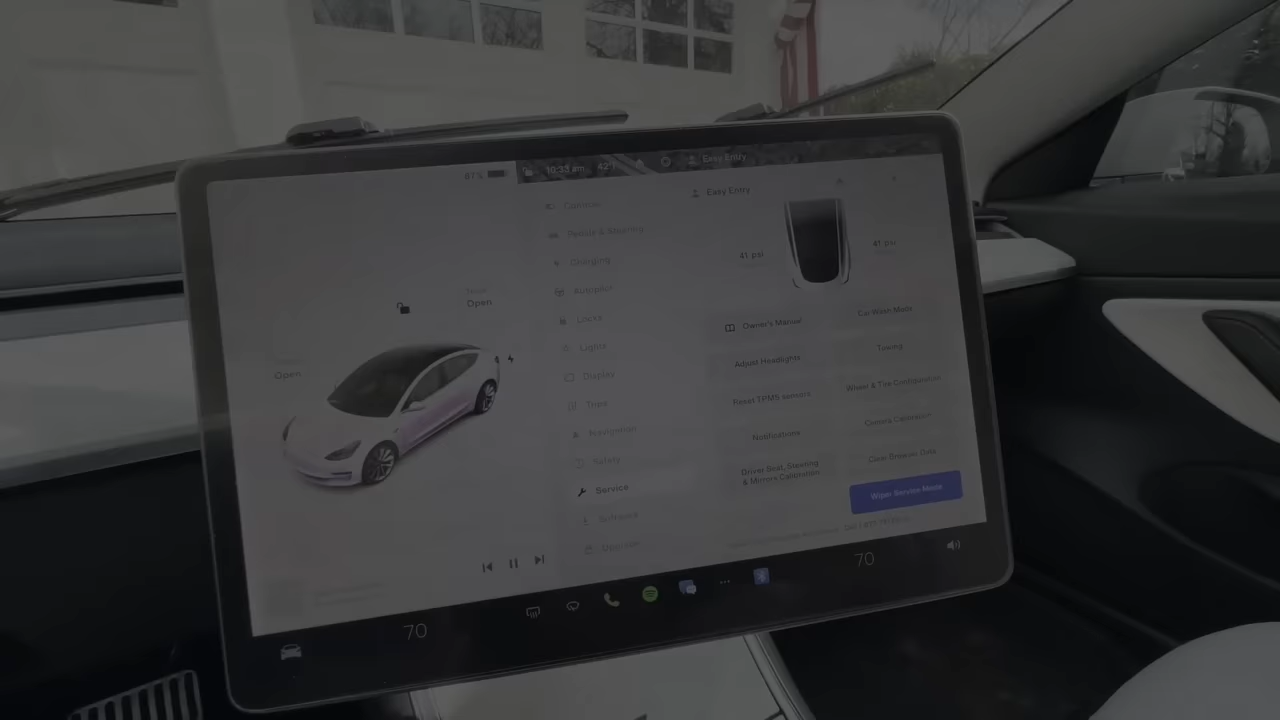 87%
10:33 am
42°F
Easy Entry
Easy Entry
Controls
Pedals & Steering
Charging
Autopilot
Locks
Lights
Display
Trips
Navigation
Safety
Service
Software
Upgrades
Open
Open
41 psi
41 psi
Owner's Manual
Car Wash Mode
Adjust Headlights
Towing
Reset TPMS sensors
Wheel & Tire Configuration
Notifications
Camera Calibration
Driver Seat, Steering
& Mirrors Calibration
Clear Browser Data
Wiper Service Mode
70
70